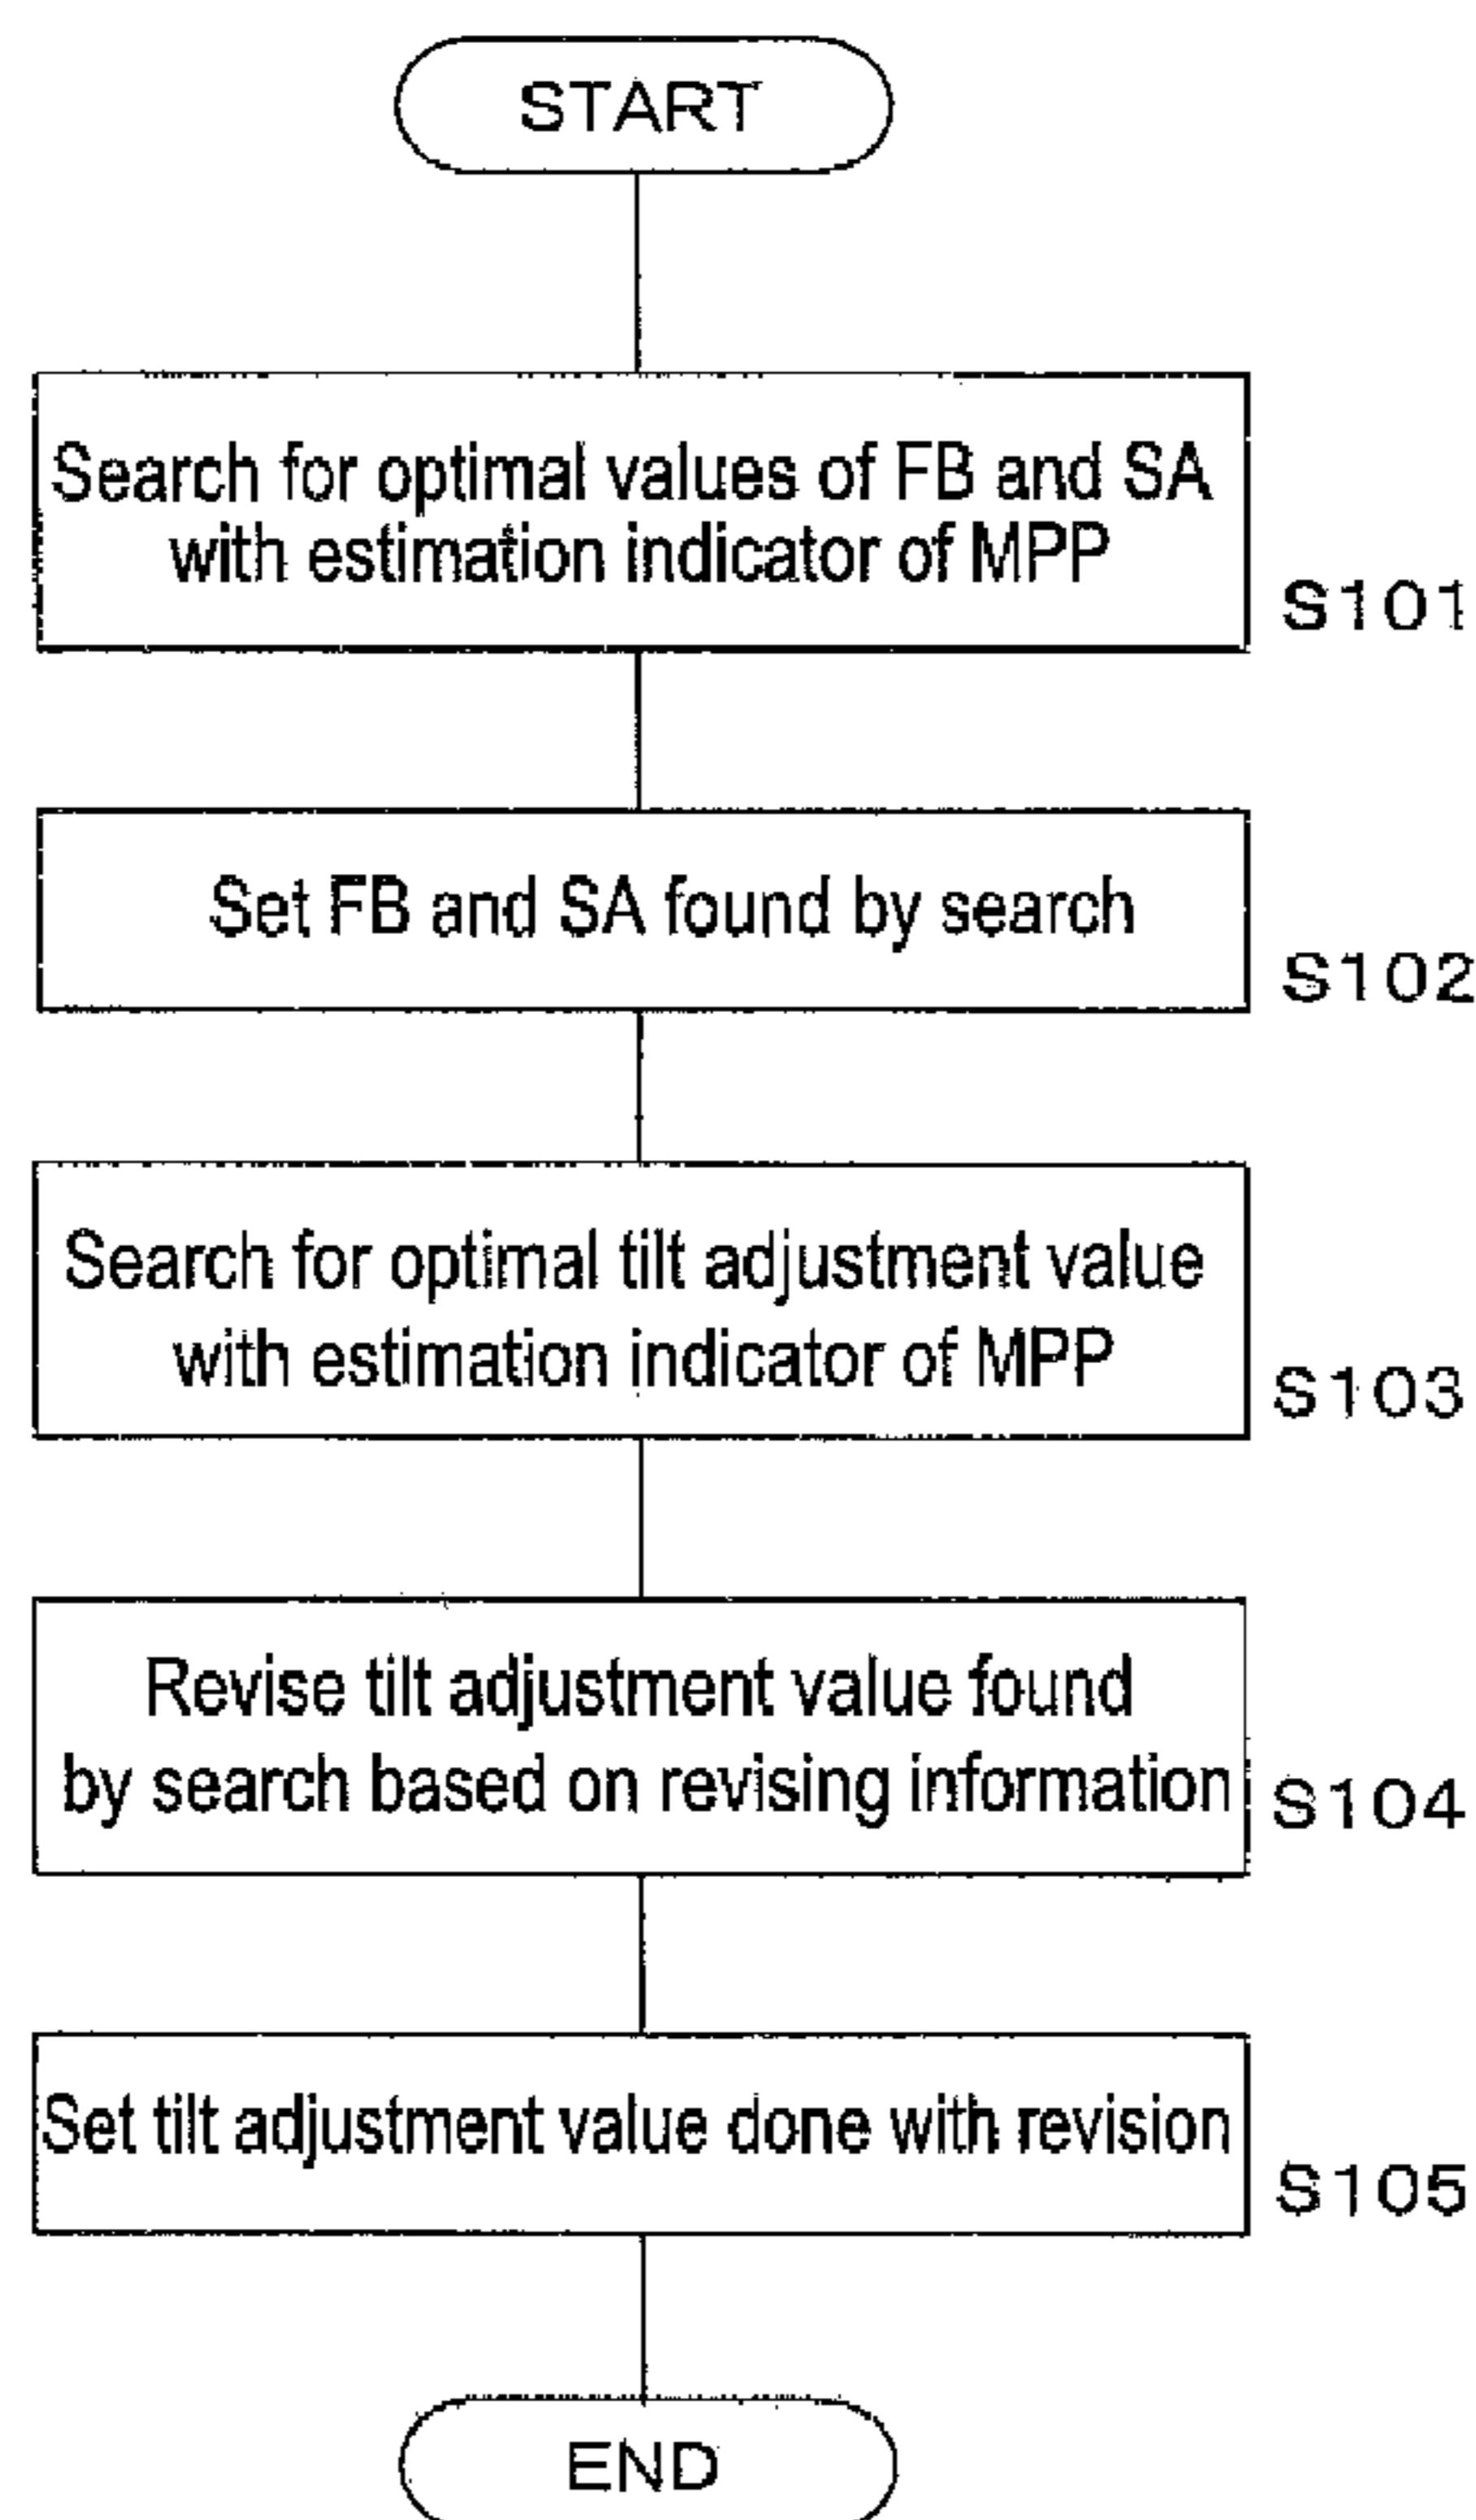 START
Search for optimal values of FB and SA
with estimation indicator of MPP
S101
Set FB and SA found by search
S102
Search for optimal tilt adjustment value
with estimation indicator of MPP
S103
Revise tilt adjustment value found
by search based on revising information
S104
Set tilt adjustment value done with revision
S105
END